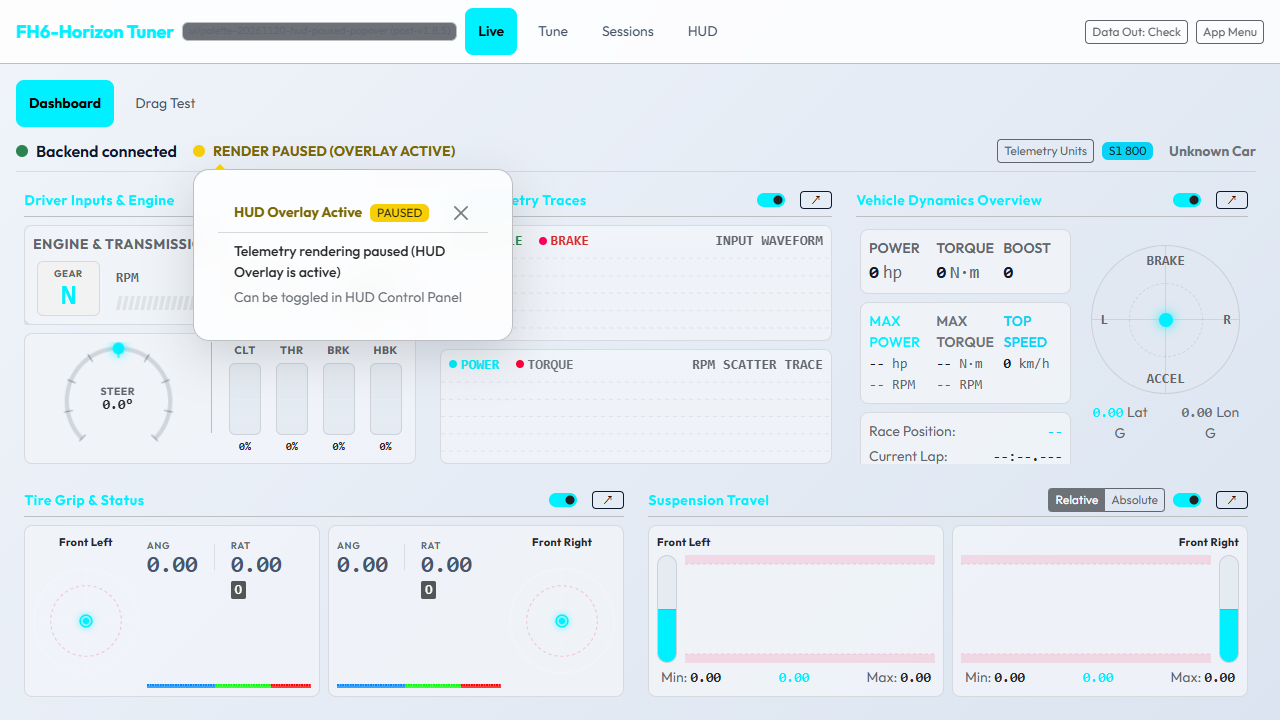 FH6-Horizon Tuner
Live
Tune
Sessions
HUD
Data Out: Check
App Menu
Dashboard
Drag Test
Backend connected
RENDER PAUSED (OVERLAY ACTIVE)
Telemetry Units
S1 800
Unknown Car
Driver Inputs & Engine
HUD Overlay Active
PAUSED
Telemetry rendering paused (HUD
Overlay is active)
Can be toggled in HUD Control Panel
ENGINE &
GEAR
N
RPM
STEER
0.0°
CLT THR BRK HBK
0% 0% 0% 0%
Traces
↗
BRAKE
INPUT WAVEFORM
POWER TORQUE
RPM SCATTER TRACE
Vehicle Dynamics Overview
↗
POWER TORQUE BOOST
0 hp 0 N·m 0
MAX MAX TOP
POWER TORQUE SPEED
-- hp -- N·m 0 km/h
-- RPM -- RPM
Race Position: --
Current Lap: --:--.---
BRAKE
L
R
ACCEL
0.00 Lat 0.00 Lon
G G
Tire Grip & Status
↗
Front Left
ANG RAT
0.00 0.00
0
ANG RAT
0.00 0.00
0
Front Right
Suspension Travel
Relative Absolute
↗
Front Left
Min: 0.00 0.00 Max: 0.00
Front Right
Min: 0.00 0.00 Max: 0.00